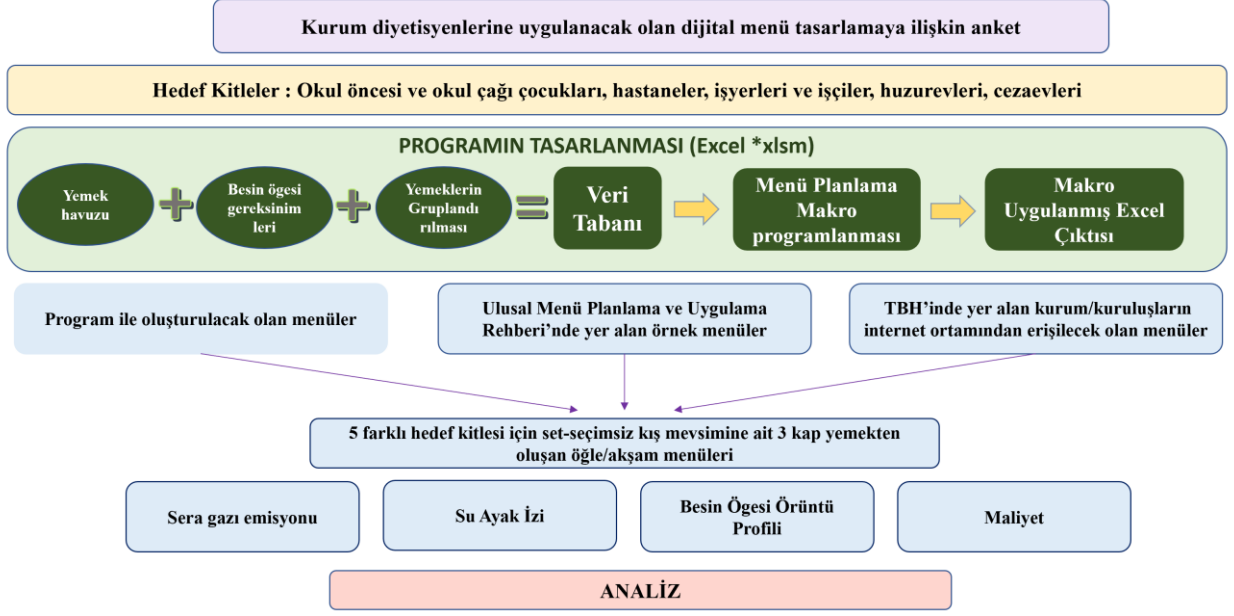 Kurum diyetisyenlerine uygulanacak olan dijital menü tasarlamaya ilişkin anket
Hedef Kitleler : Okul öncesi ve okul çağı çocukları, hastaneler, işyerleri ve işçiler, huzurevleri, cezaevleri
PROGRAMIN TASARLANMASI (Excel *xlsm)
Yemek
havuzu
+
Besin ögesi
gereksinim
leri
+
Yemeklerin
Gruplandı
rılması
=
Veri
Tabanı
Menü Planlama
Makro
programlanması
Makro
Uygulanmış Excel
Çıktısı
Program ile oluşturulacak olan menüler
Ulusal Menü Planlama ve Uygulama
Rehberi’nde yer alan örnek menüler
TBH’inde yer alan kurum/kuruluşların
internet ortamından erişilecek olan menüler
5 farklı hedef kitlesi için set-seçimsiz kış mevsimine ait 3 kap yemekten
oluşan öğle/akşam menüleri
Sera gazı emisyonu
Su Ayak İzi
Besin Ögesi Örüntü
Profili
Maliyet
ANALİZ